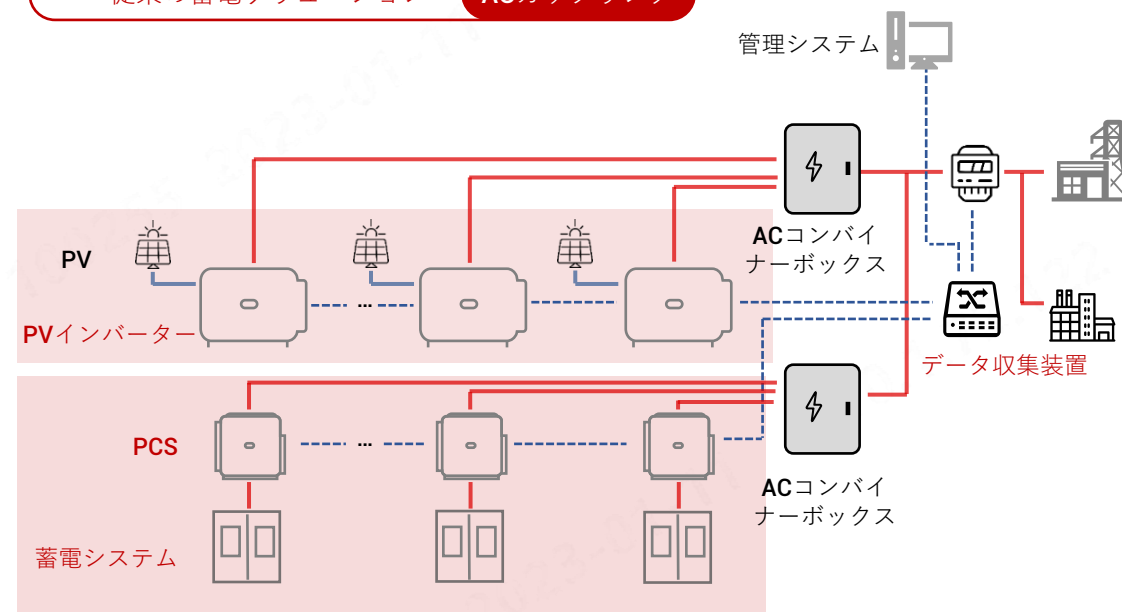 管理システム
ACコンバイ
ナーボックス
PV
...
PVインバーター
データ収集装置
PCS
...
ACコンバイ
ナーボックス
蓄電システム